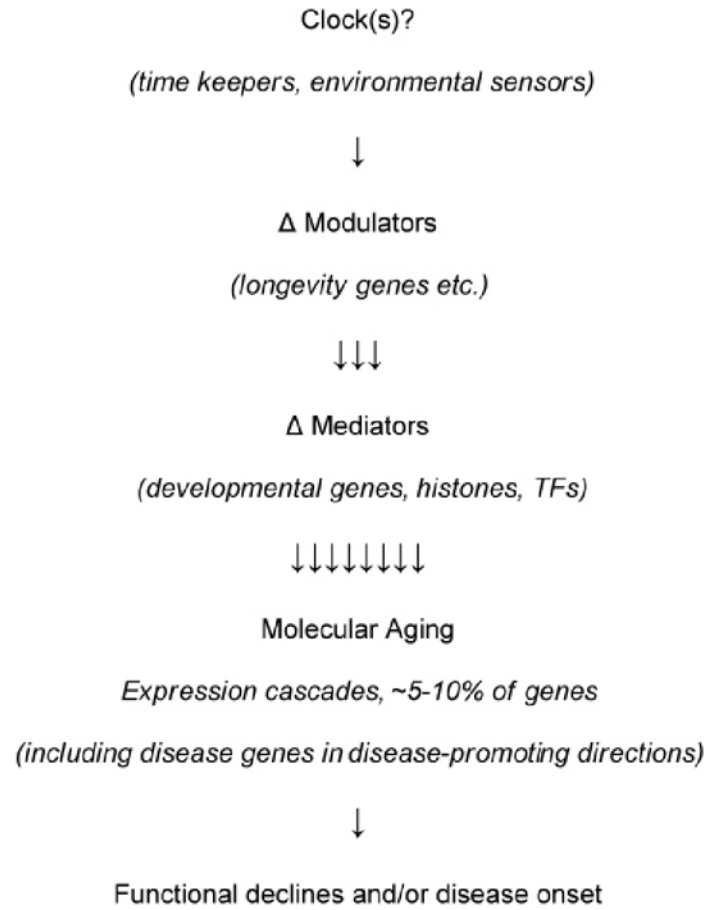 Clock(s)?
(time keepers, environmental sensors)
↓
Δ Modulators
(longevity genes etc.)
↓↓↓
Δ Mediators
(developmental genes, histones, TFs)
↓↓↓↓↓↓↓↓
Molecular Aging
Expression cascades, ~5-10% of genes
(including disease genes in disease-promoting directions)
↓
Functional declines and/or disease onset